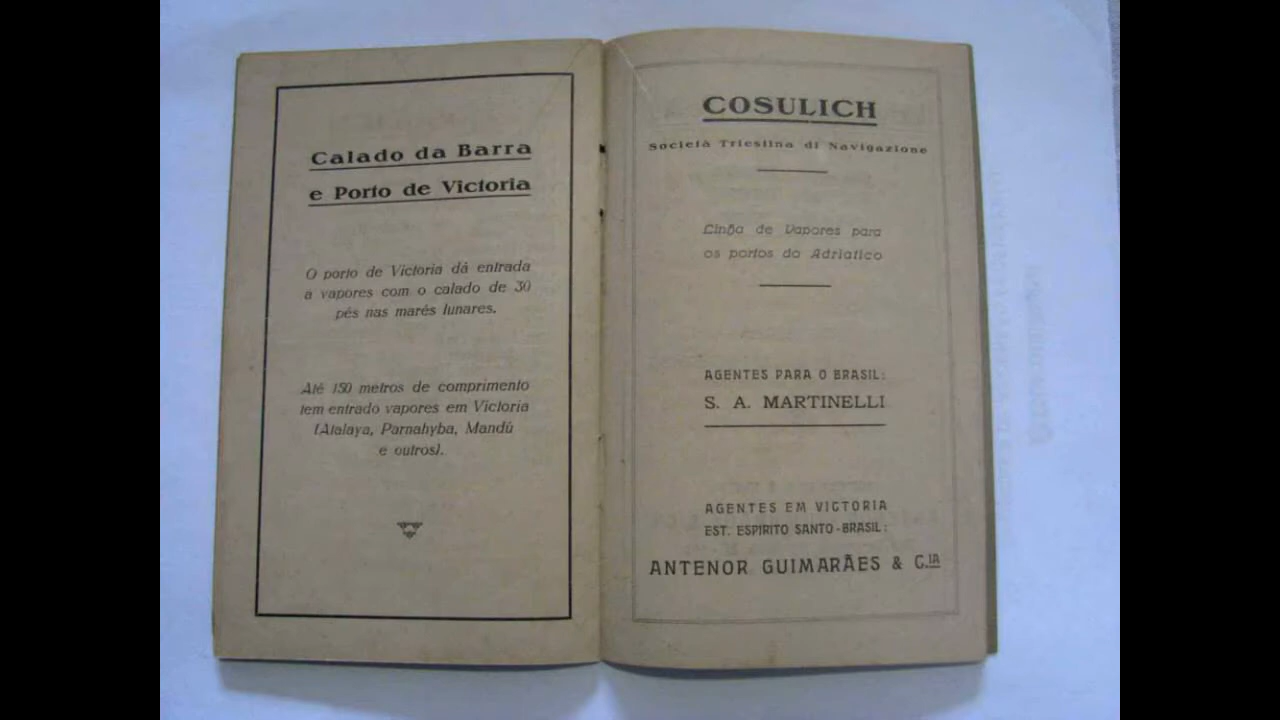 Calado da Barra
e Porto de Victoria
O porto de Victoria dá entrada
a vapores com o calado de 30
pés nas marés lunares.
Até 150 metros de comprimento
tem entrado vapores em Victoria
(Atalaya, Parnahyba, Mandú
e outros).
COSULICH
Società Triestina di Navigazione
Linha de Vapores para
os portos do Adriatico
AGENTES PARA O BRASIL:
S. A. MARTINELLI
AGENTES EM VICTORIA
EST. ESPIRITO SANTO-BRASIL:
ANTENOR GUIMARÃES & C.IA